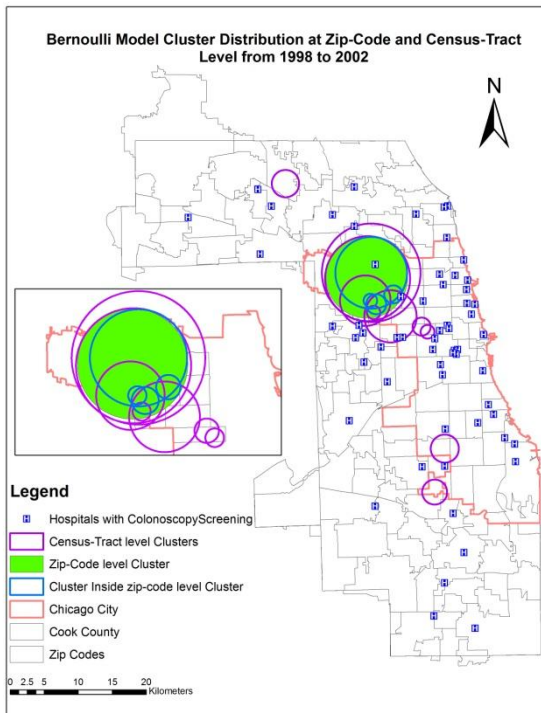 Bernoulli Model Cluster Distribution at Zip-Code and Census-Tract
Level from 1998 to 2002
N
Legend
H Hospitals with ColonoscopyScreening
Census-Tract level Clusters
Zip-Code level Cluster
Cluster Inside zip-code level Cluster
Chicago City
Cook County
Zip Codes
0 2.5 5 10 15 20
Kilometers